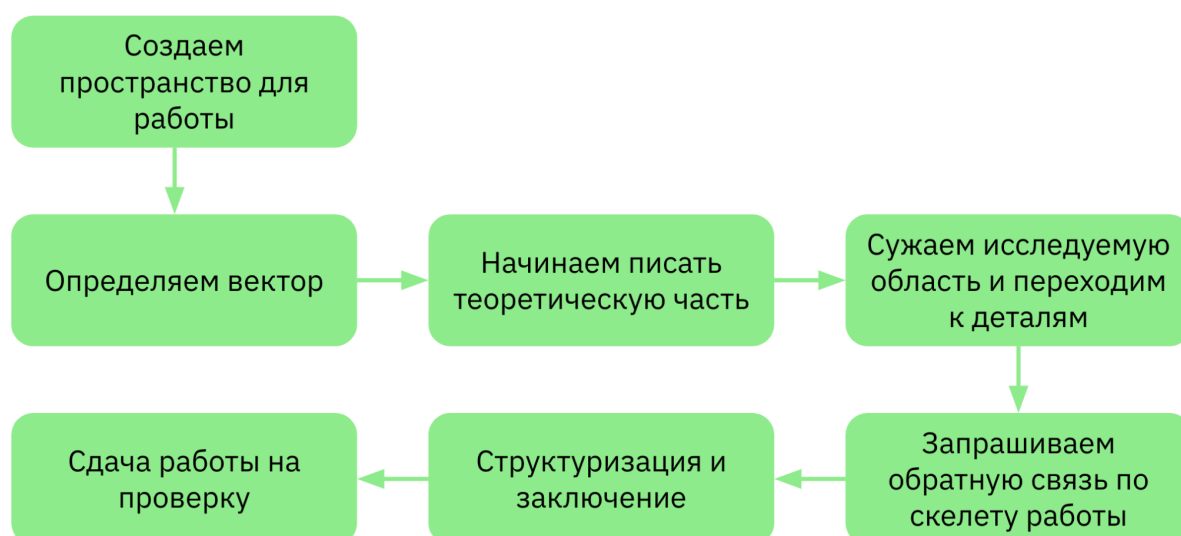 Создаем
пространство для
работы
Определяем вектор
Начинаем писать
теоретическую часть
Сужаем исследуемую
область и переходим
к деталям
Запрашиваем
обратную связь по
скелету работы
Структуризация и
заключение
Сдача работы на
проверку